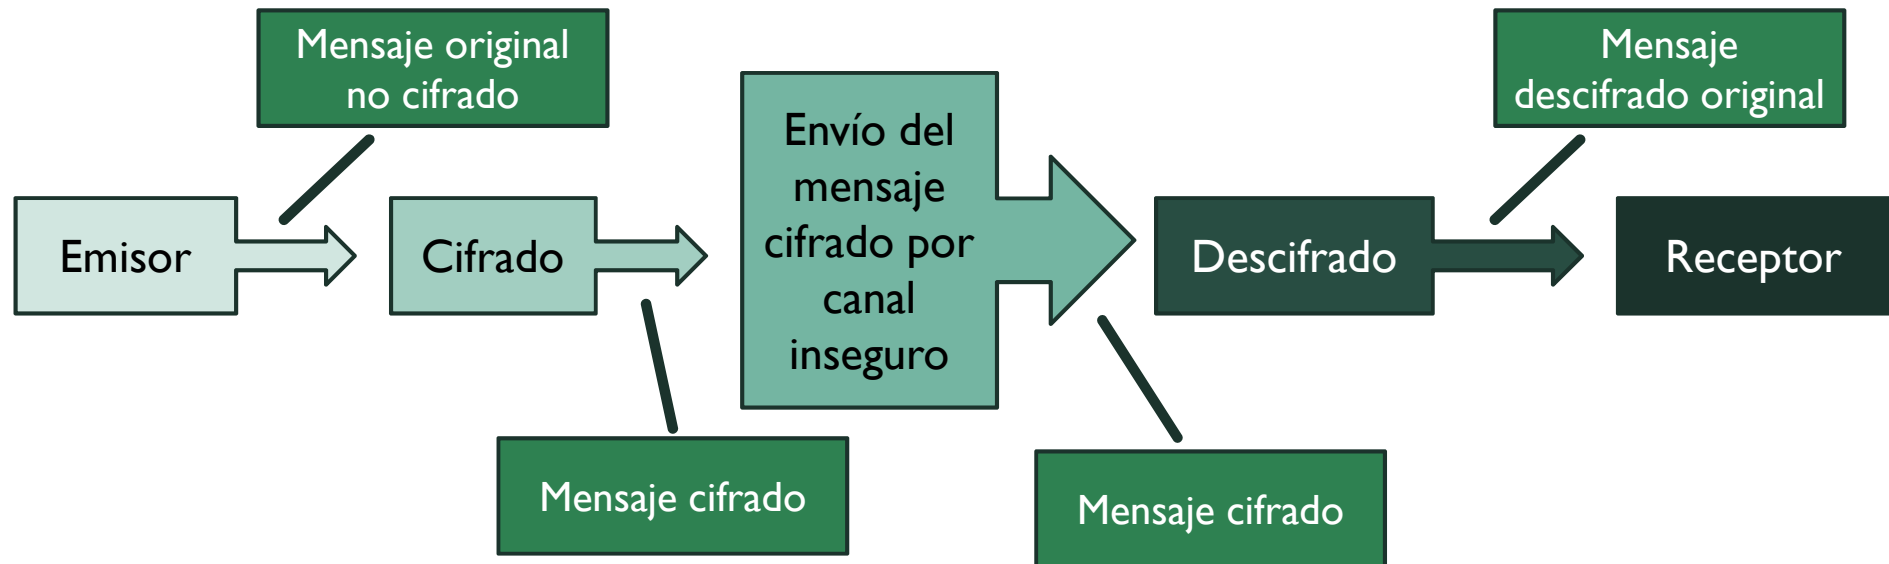 Mensaje original
no cifrado
Mensaje
descifrado original
Emisor
Cifrado
Envío del
mensaje
cifrado por
canal
inseguro
Descifrado
Receptor
Mensaje cifrado
Mensaje cifrado